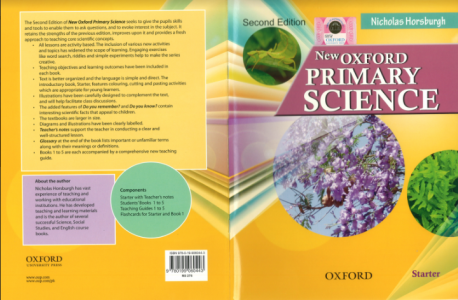 The Second Edition of New Oxford Primary Science seeks to give the pupils skills
and tools to enable them to ask questions, and to evoke interest in the subject. It
retains the strengths of the previous edition, improves upon it and provides a fresh
approach to teaching core scientific concepts.
• All lessons are activity based. The inclusion of various new activities
and topics has widened the scope of learning. Engaging exercises
like word search, riddles and simple experiments help to make the series
creative.
• Teaching objectives and learning outcomes have been included in
each book.
• Text is better organized and the language is simple and direct. The
introductory book, Starter, features colouring, cutting and pasting activities
which are appropriate for young learners.
• Illustrations have been carefully designed to complement the text,
and will help facilitate class discussions.
• The added features of Do you remember? and Do you know? contain
interesting scientific facts that appeal to children.
• The textbooks are larger in size.
• Diagrams and illustrations have been clearly labelled.
• Teacher's notes support the teacher in conducting a clear and
well-structured lesson.
• Glossary at the end of the book lists important or unfamiliar terms
along with their meanings or definitions.
• Books 1 to 5 are each accompanied by a comprehensive new teaching
guide.
About the author
Nicholas Horsburgh has vast
experience of teaching and
working with educational
institutions. He has developed
teaching and learning materials
and is the author of several
successful Science, Social
Studies, and English course
books.
Components
Starter with Teacher's notes
Students' Books 1 to 5
Teaching Guides 1 to 5
Flashcards for Starter and Book 1
OXFORD
UNIVERSITY PRESS
www.oup.com
www.oup.com/pk
Second Edition
Nicholas Horsburgh
New OXFORD
PRIMARY
SCIENCE
OXFORD
Starter